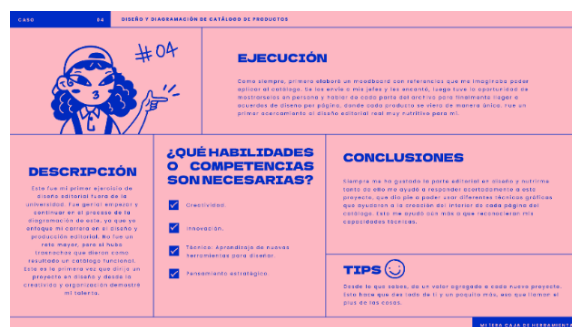 CASO 04 DISEÑO Y DIAGRAMACIÓN DE CATÁLOGO DE PRODUCTOS
#04
EJECUCIÓN
Como siempre, primero elaboré un moodboard con referencias que me imaginaba poder
aplicar al catálogo. Se los envié a mis jefes y les encantó, luego tuve la oportunidad de
mostrárselos en persona y hablar de cada parte del archivo para finalmente llegar a
acuerdos de diseño por página, donde cada producto se viera de manera única. Fue un
primer acercamiento al diseño editorial real muy nutritivo para mí.
DESCRIPCIÓN
Este fue mi primer ejercicio de
diseño editorial fuera de la
universidad. Fue genial empezar y
continuar en el proceso de la
diagramación de este, ya que yo
enfoqué mi carrera en el diseño y
producción editorial. No fue un
reto mayor, pero sí hubo
trasnochos que dieron como
resultado un catálogo funcional.
Esta es la primera vez que dirijo un
proyecto en diseño y desde la
creatividad y organización demostré
mi talento.
¿QUÉ HABILIDADES
O COMPETENCIAS
SON NECESARIAS?
Creatividad.
Innovación.
Técnica: Aprendizaje de nuevas
herramientas para diseñar.
Pensamiento estratégico.
CONCLUSIONES
Siempre me ha gustado la parte editorial en diseño y nutrirme
tanto de ello me ayudó a responder acertadamente a este
proyecto, que dio pie a poder usar diferentes técnicas gráficas
que ayudaron a la creación del interior de cada página del
catálogo. Esto me ayudó aún más a que reconocieran mis
capacidades técnicas.
TIPS
Desde lo que sabes, da un valor agregado a cada nuevo proyecto.
Esto hace que des lado de ti y un poquito más, eso que llaman el
plus de las cosas.
MI TERO CAJA DE HERRAMIENT